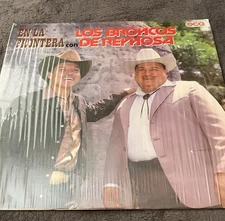 EN LA
FRONTERA con
LOS BRONCOS
DE REYNOSA